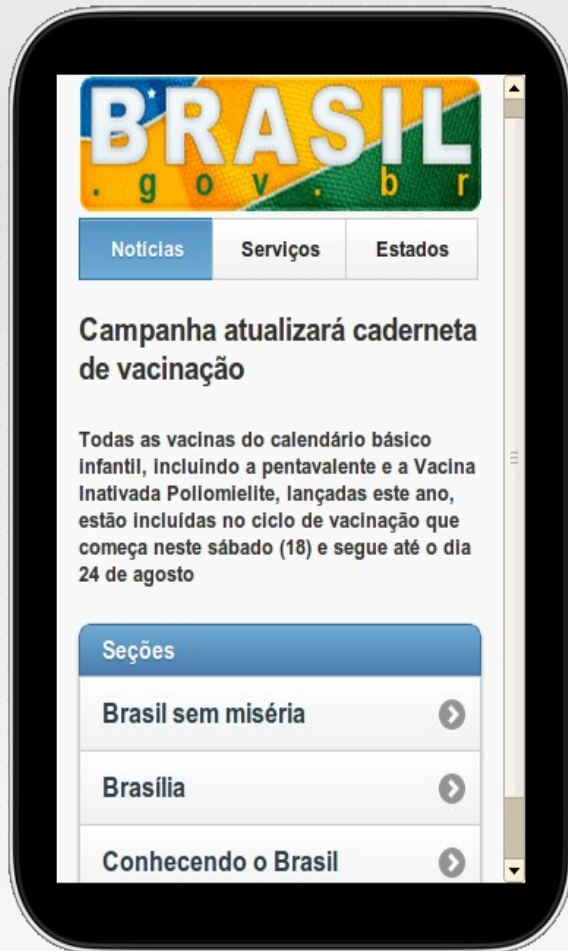 BRASIL
.gov.br
Notícias Serviços Estados
Campanha atualizará caderneta
de vacinação
Todas as vacinas do calendário básico
infantil, incluindo a pentavalente e a Vacina
Inativada Poliomielite, lançadas este ano,
estão incluídas no ciclo de vacinação que
começa neste sábado (18) e segue até o dia
24 de agosto
Seções
Brasil sem miséria
Brasília
Conhecendo o Brasil